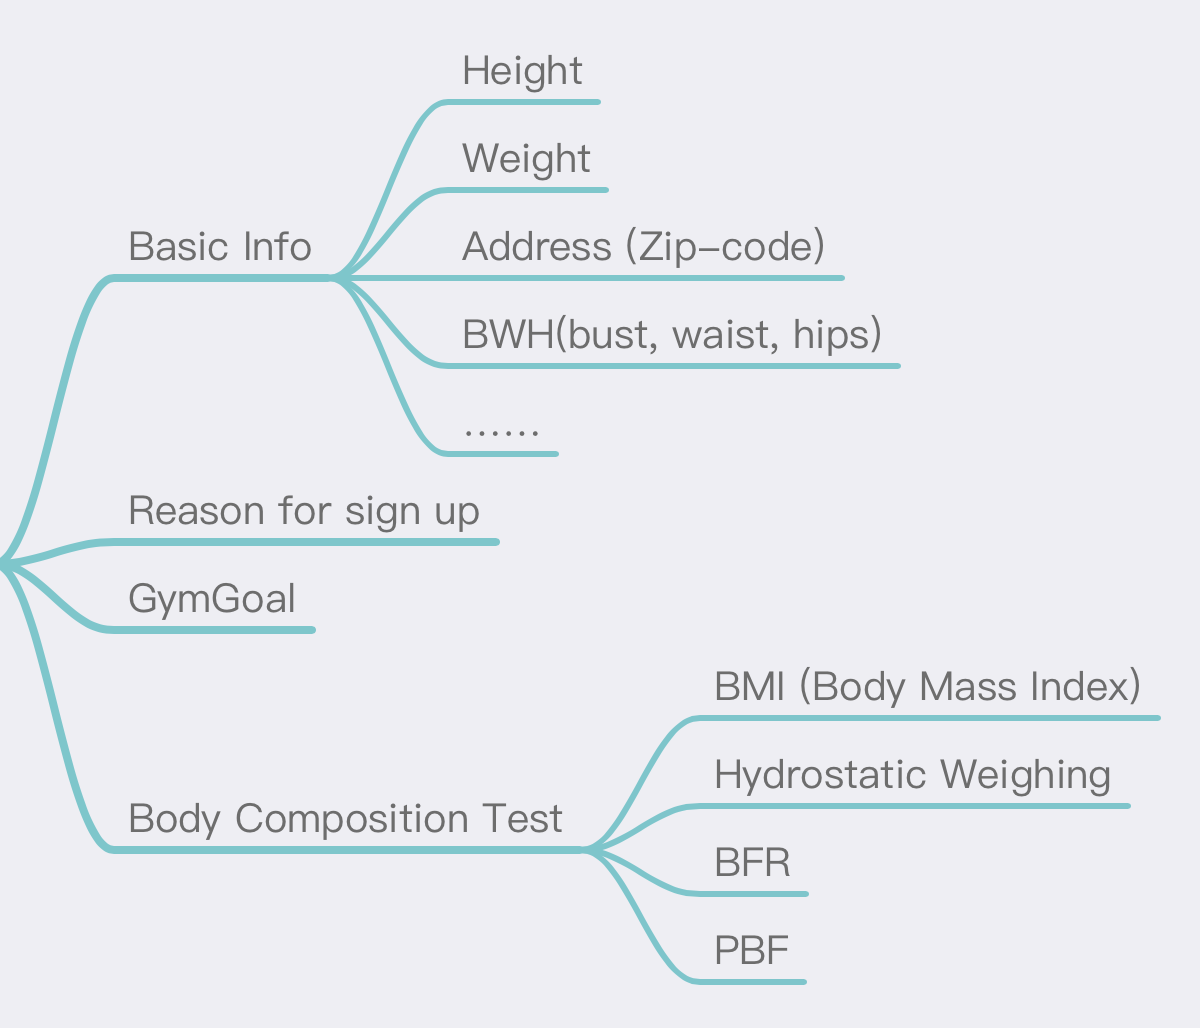 Height
Weight
Basic Info
Address (Zip-code)
BWH(bust, waist, hips)
......
Reason for sign up
GymGoal
BMI (Body Mass Index)
Hydrostatic Weighing
Body Composition Test
BFR
PBF